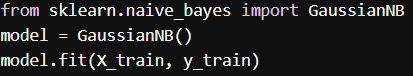 from sklearn.naive_bayes import GaussianNB
model = GaussianNB()
model.fit(X_train, y_train)